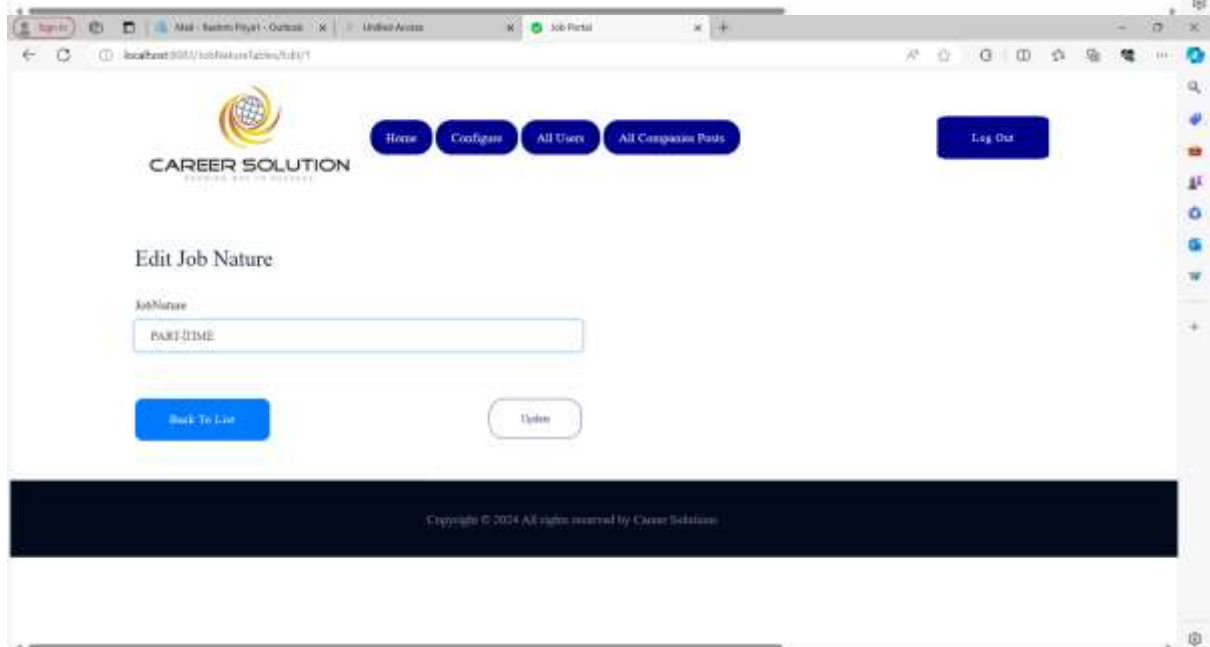 Sign in
Mail - Rashmi Priya1 - Outlook
Unified Access
Job Portal
localhost:8081/JobNatureTables/Edit/1
Home
Configure
All Users
All Companies Posts
Log Out
CAREER SOLUTION
Edit Job Nature
JobNature
PART-TIME
Back To List
Update
Copyright © 2024 All rights reserved by Career Solutions